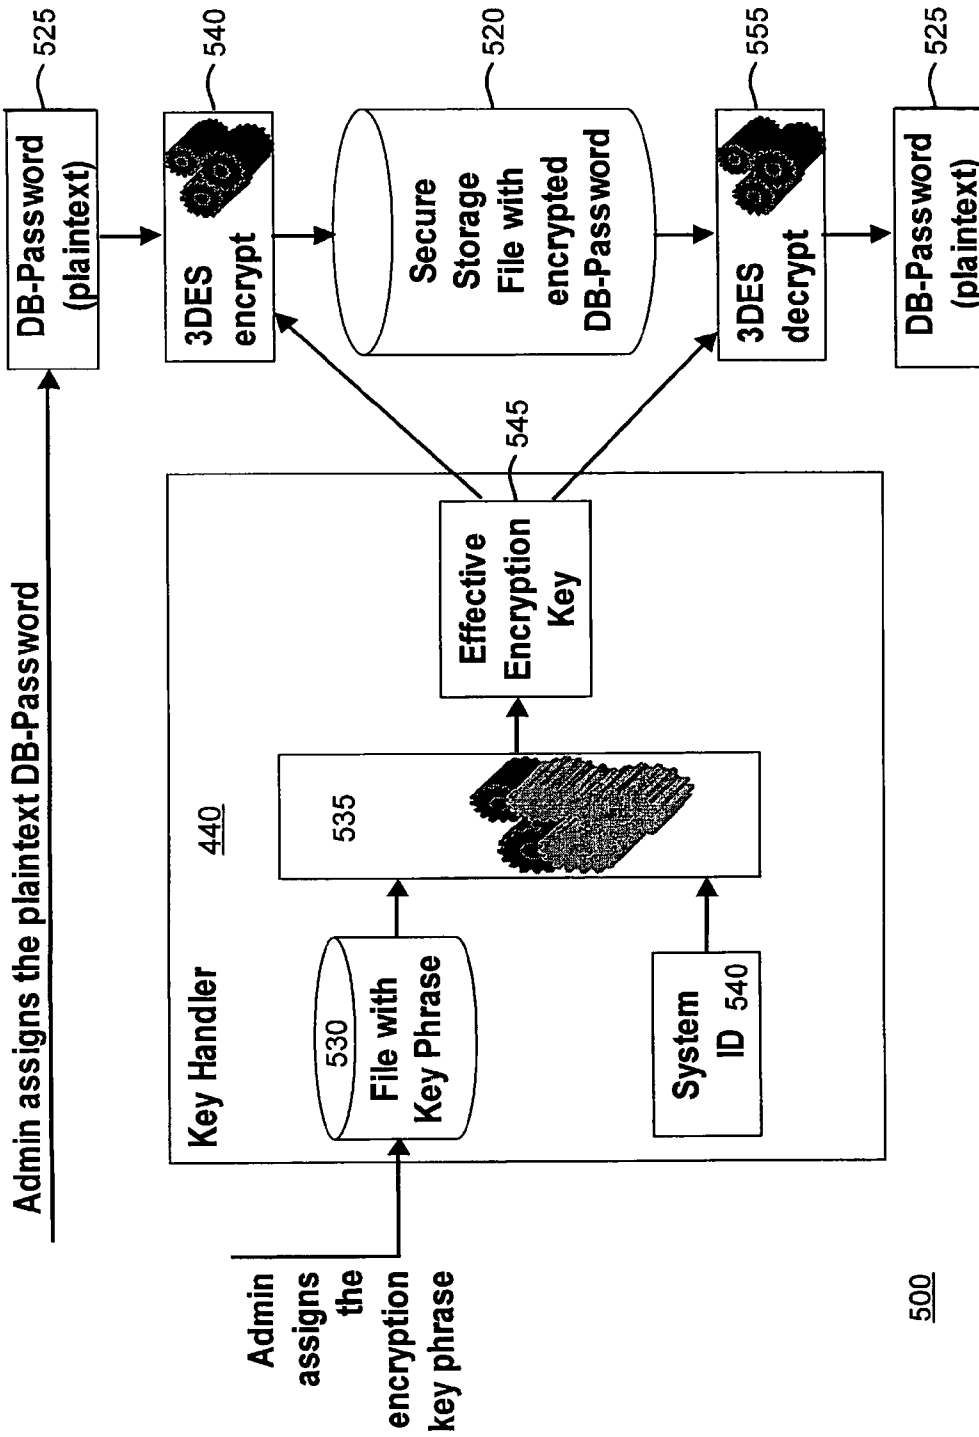 Admin assigns the plaintext DB-Password
DB-Password
(plaintext)
525
3DES
encrypt
540
Secure
Storage
File with
encrypted
DB-Password
520
3DES
decrypt
555
DB-Password
(plaintext)
525
Key Handler
440
530
File with
Key Phrase
535
System
ID 540
Effective
Encryption
Key
545
Admin
assigns
the
encryption
key phrase
500